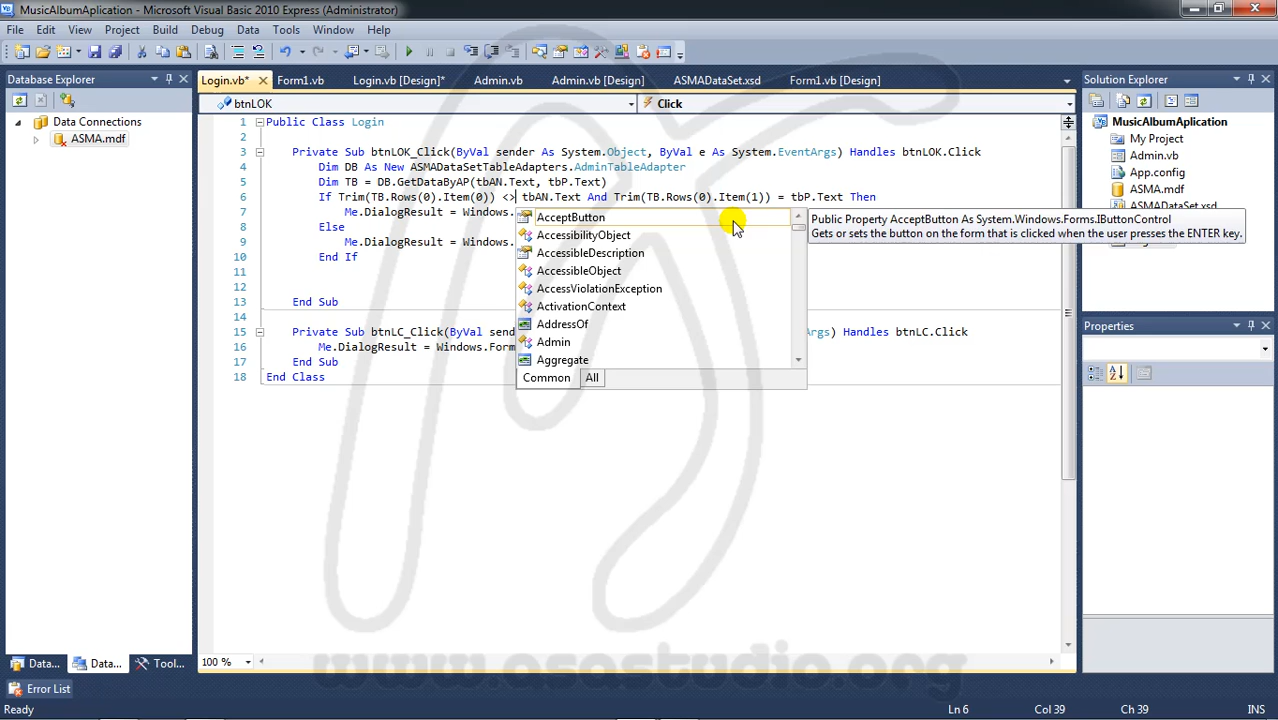 MusicAlbumAplication - Microsoft Visual Basic 2010 Express (Administrator)
File Edit View Project Build Debug Data Tools Window Help
Database Explorer
Data Connections
ASMA.mdf
Login.vb* Form1.vb Login.vb [Design]* Admin.vb Admin.vb [Design] ASMADataSet.xsd Form1.vb [Design]
btnLOK Click
1 Public Class Login
2
3 Private Sub btnLOK_Click(ByVal sender As System.Object, ByVal e As System.EventArgs) Handles btnLOK.Click
4 Dim DB As New ASMADataSetTableAdapters.AdminTableAdapter
5 Dim TB = DB.GetDataByAP(tbAN.Text, tbP.Text)
6 If Trim(TB.Rows(0).Item(0)) <> tbAN.Text And Trim(TB.Rows(0).Item(1)) = tbP.Text Then
7 Me.DialogResult = Windows.
8 Else
9 Me.DialogResult = Windows.
10 End If
11
12
13 End Sub
14
15 Private Sub btnLC_Click(ByVal send Args) Handles btnLC.Click
16 Me.DialogResult = Windows.Form
17 End Sub
18 End Class
AcceptButton
AccessibilityObject
AccessibleDescription
AccessibleObject
AccessViolationException
ActivationContext
AddressOf
Admin
Aggregate
Common All
Public Property AcceptButton As System.Windows.Forms.IButtonControl
Gets or sets the button on the form that is clicked when the user presses the ENTER key.
Solution Explorer
MusicAlbumAplication
My Project
Admin.vb
App.config
ASMA.mdf
ASMADataSet.xsd
Properties
100 %
Data... Data... Tool...
www.asastudio.org
Error List
Ready Ln 6 Col 39 Ch 39 INS